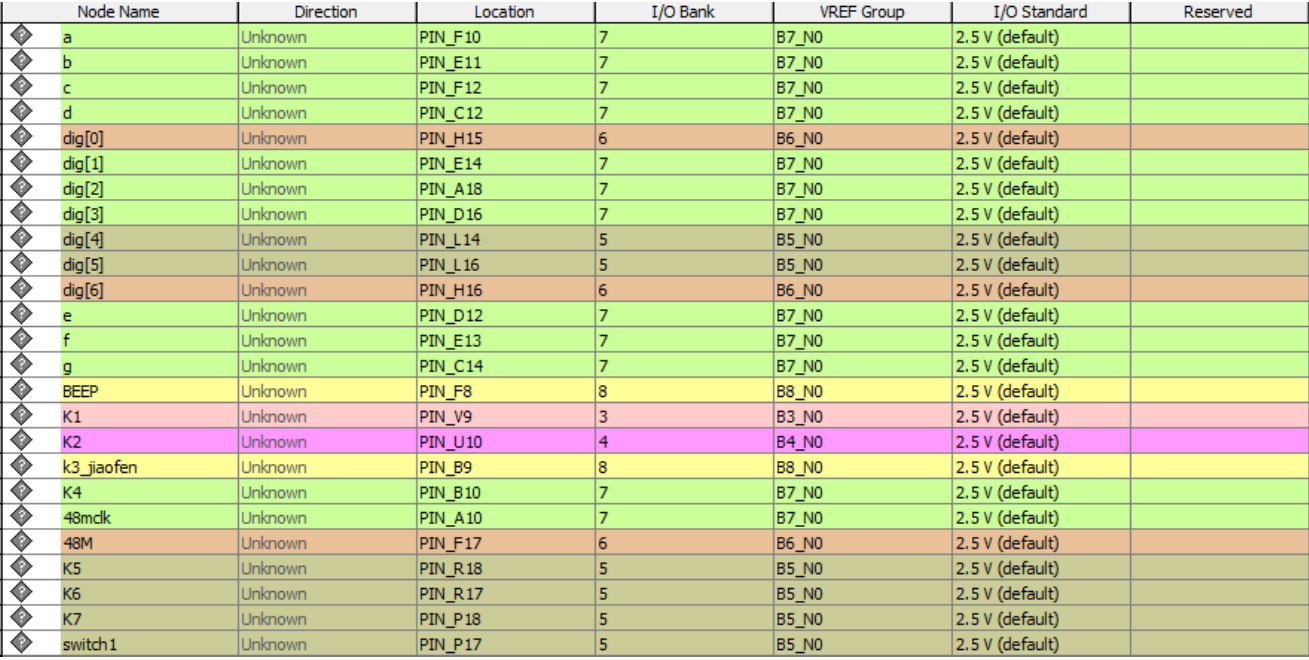 Node Name Direction Location I/O Bank VREF Group I/O Standard Reserved
a Unknown PIN_F10 7 B7_N0 2.5 V (default)
b Unknown PIN_E11 7 B7_N0 2.5 V (default)
c Unknown PIN_F12 7 B7_N0 2.5 V (default)
d Unknown PIN_C12 7 B7_N0 2.5 V (default)
dig[0] Unknown PIN_H15 6 B6_N0 2.5 V (default)
dig[1] Unknown PIN_E14 7 B7_N0 2.5 V (default)
dig[2] Unknown PIN_A18 7 B7_N0 2.5 V (default)
dig[3] Unknown PIN_D16 7 B7_N0 2.5 V (default)
dig[4] Unknown PIN_L14 5 B5_N0 2.5 V (default)
dig[5] Unknown PIN_L16 5 B5_N0 2.5 V (default)
dig[6] Unknown PIN_H16 6 B6_N0 2.5 V (default)
e Unknown PIN_D12 7 B7_N0 2.5 V (default)
f Unknown PIN_E13 7 B7_N0 2.5 V (default)
g Unknown PIN_C14 7 B7_N0 2.5 V (default)
BEEP Unknown PIN_F8 8 B8_N0 2.5 V (default)
K1 Unknown PIN_V9 3 B3_N0 2.5 V (default)
K2 Unknown PIN_U10 4 B4_N0 2.5 V (default)
k3_jiaofen Unknown PIN_B9 8 B8_N0 2.5 V (default)
K4 Unknown PIN_B10 7 B7_N0 2.5 V (default)
48mclk Unknown PIN_A10 7 B7_N0 2.5 V (default)
48M Unknown PIN_F17 6 B6_N0 2.5 V (default)
K5 Unknown PIN_R18 5 B5_N0 2.5 V (default)
K6 Unknown PIN_R17 5 B5_N0 2.5 V (default)
K7 Unknown PIN_P18 5 B5_N0 2.5 V (default)
switch1 Unknown PIN_P17 5 B5_N0 2.5 V (default)